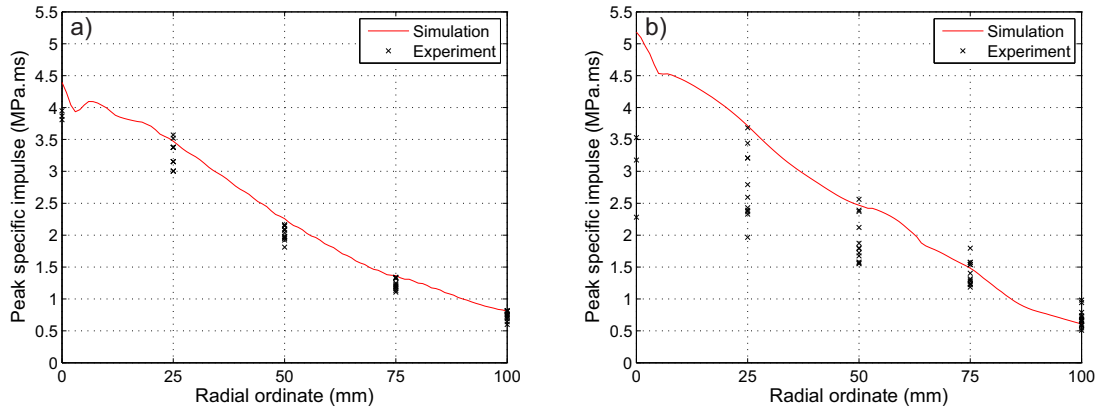 a)
Simulation
Experiment
Peak specific impulse (MPa.ms)
5.5
5
4.5
4
3.5
3
2.5
2
1.5
1
0.5
0
0 25 50 75 100
Radial ordinate (mm)
b)
Simulation
Experiment
Peak specific impulse (MPa.ms)
5.5
5
4.5
4
3.5
3
2.5
2
1.5
1
0.5
0
0 25 50 75 100
Radial ordinate (mm)